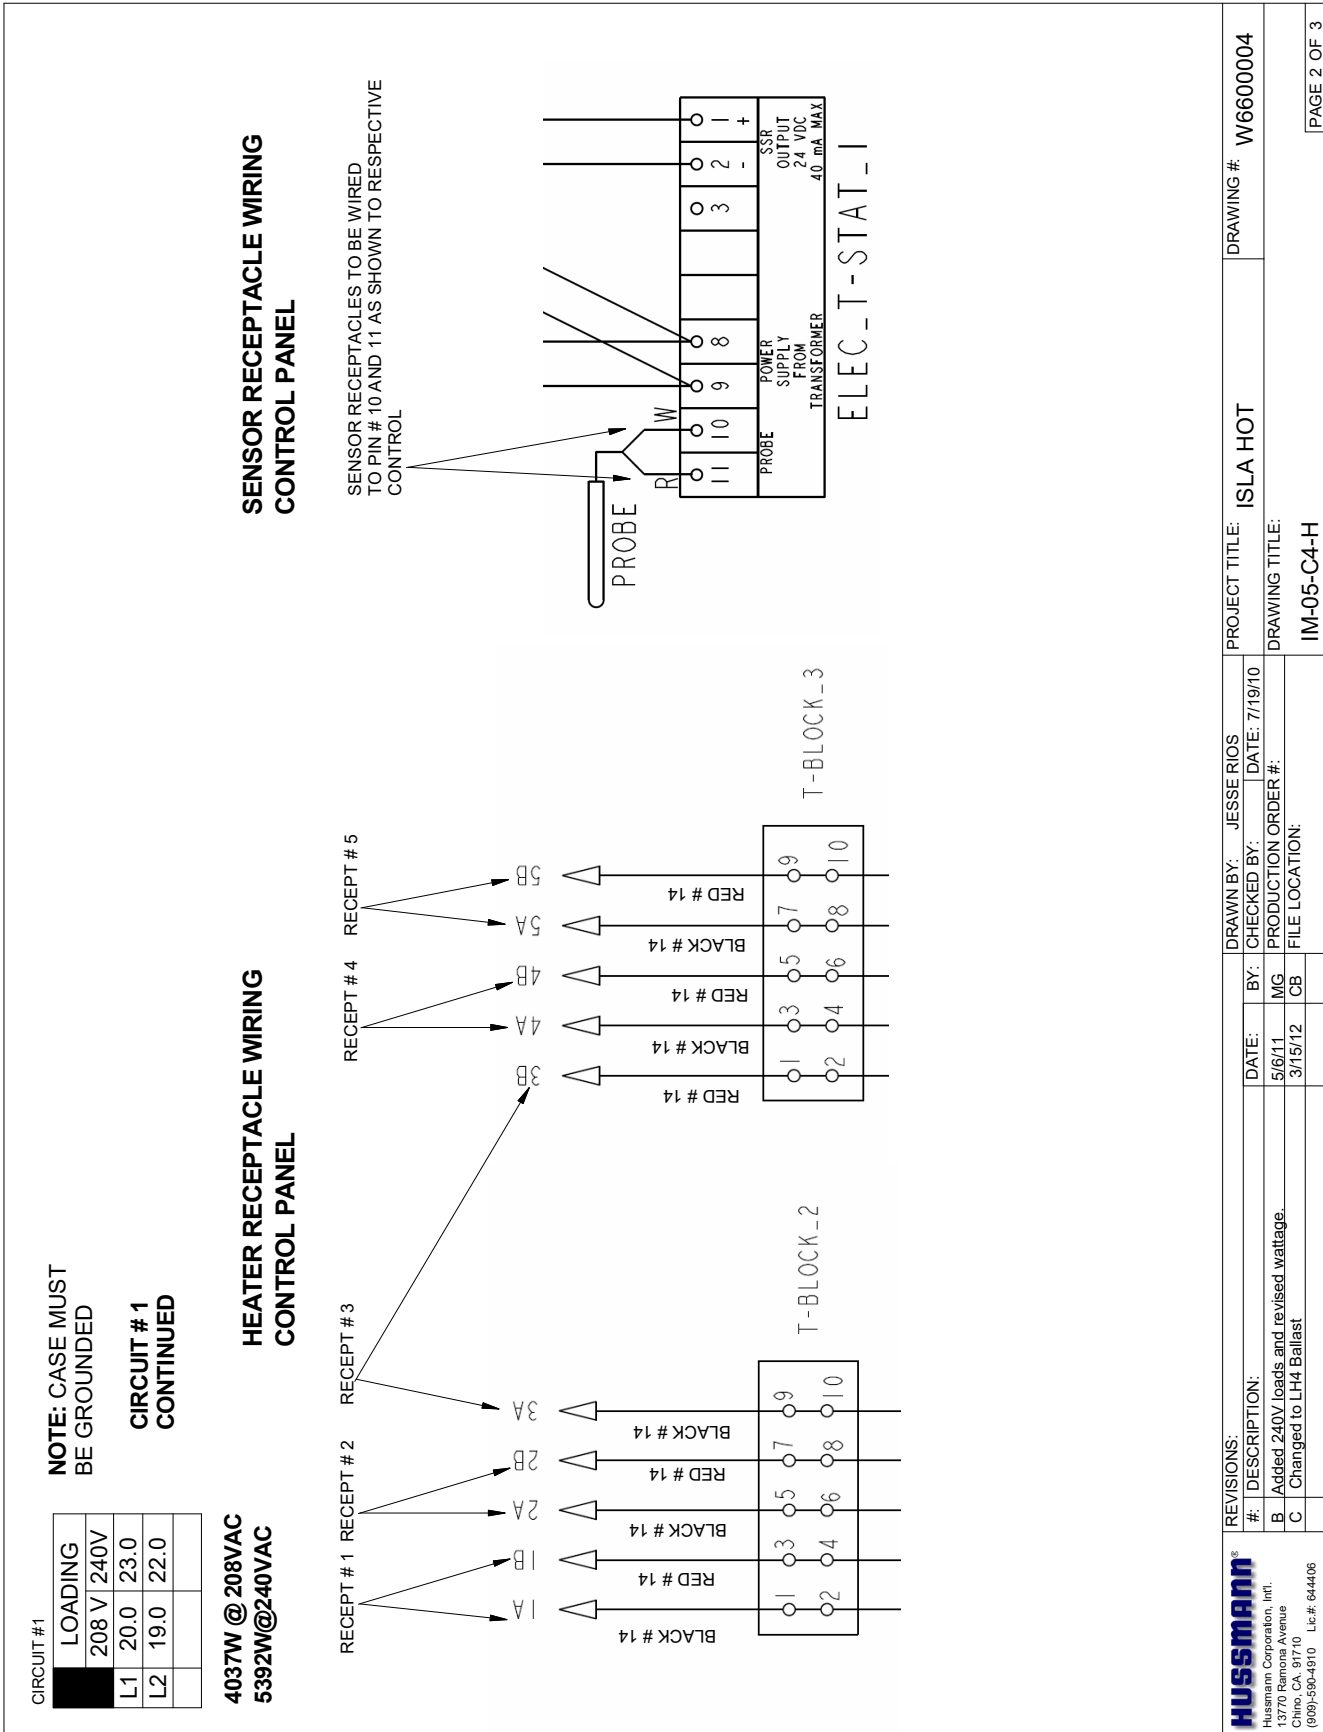 CIRCUIT #1
LOADING
208 V 240V
L1 20.0 23.0
L2 19.0 22.0
NOTE: CASE MUST
BE GROUNDED
CIRCUIT # 1
CONTINUED
4037W @ 208VAC
5392W@240VAC
HEATER RECEPTACLE WIRING
CONTROL PANEL
RECEPT # 1 RECEPT # 2 RECEPT # 3 RECEPT # 4 RECEPT # 5
1A 1B 2A 2B 3A
BLACK # 14
RED # 14
BLACK # 14
RED # 14
BLACK # 14
1 3 5 7 9
2 4 6 8 10
T-BLOCK_2
3B 4A 4B 5A 5B
RED # 14
BLACK # 14
RED # 14
BLACK # 14
RED # 14
1 3 5 7 9
2 4 6 8 10
T-BLOCK_3
SENSOR RECEPTACLE WIRING
CONTROL PANEL
SENSOR RECEPTACLES TO BE WIRED
TO PIN # 10 AND 11 AS SHOWN TO RESPECTIVE
CONTROL
PROBE
R W
11 10 9 8 3 2 1
- +
PROBE
POWER
SUPPLY
FROM
TRANSFORMER
SSR
OUTPUT
24 VDC
40 mA MAX
ELEC_T-STAT_1
HUSSMANN®
Hussmann Corporation, Int'l.
13770 Ramona Avenue
Chino, CA. 91710
(909)-590-4910 Lic.#: 644406
REVISIONS:
#: DESCRIPTION: DATE: BY:
B Added 240V loads and revised wattage. 5/6/11 MG
C Changed to LH4 Ballast 3/15/12 CB
DRAWN BY: JESSE RIOS
CHECKED BY: DATE: 7/19/10
PRODUCTION ORDER #:
FILE LOCATION:
PROJECT TITLE: ISLA HOT
DRAWING TITLE:
IM-05-C4-H
DRAWING #: W6600004
PAGE 2 OF 3